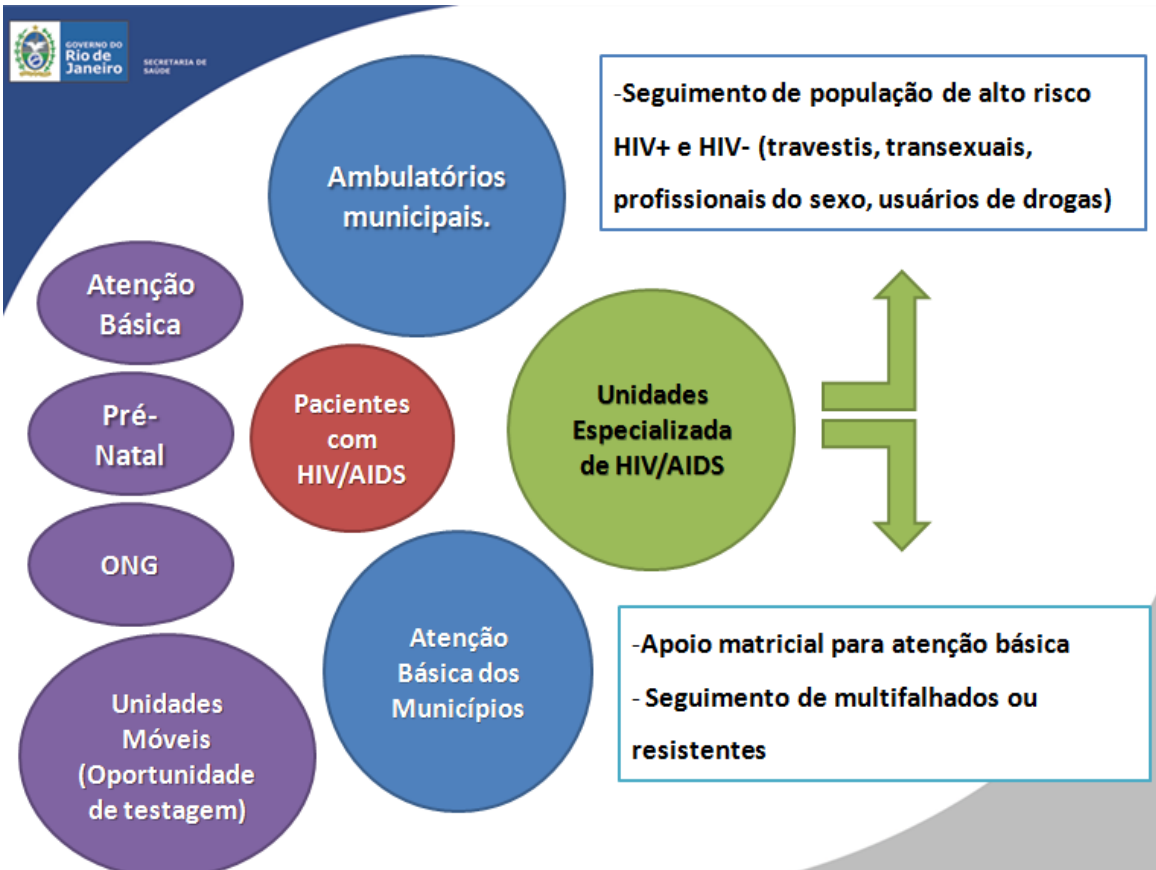 GOVERNO DO
Rio de
Janeiro
SECRETARIA DE
SAÚDE
Ambulatórios
municipais.
-Seguimento de população de alto risco
HIV+ e HIV- (travestis, transexuais,
profissionais do sexo, usuários de drogas)
Atenção
Básica
Pré-
Natal
ONG
Unidades
Móveis
(Oportunidade
de testagem)
Pacientes
com
HIV/AIDS
Unidades
Especializada
de HIV/AIDS
Atenção
Básica dos
Municípios
-Apoio matricial para atenção básica
- Seguimento de multifalhados ou
resistentes